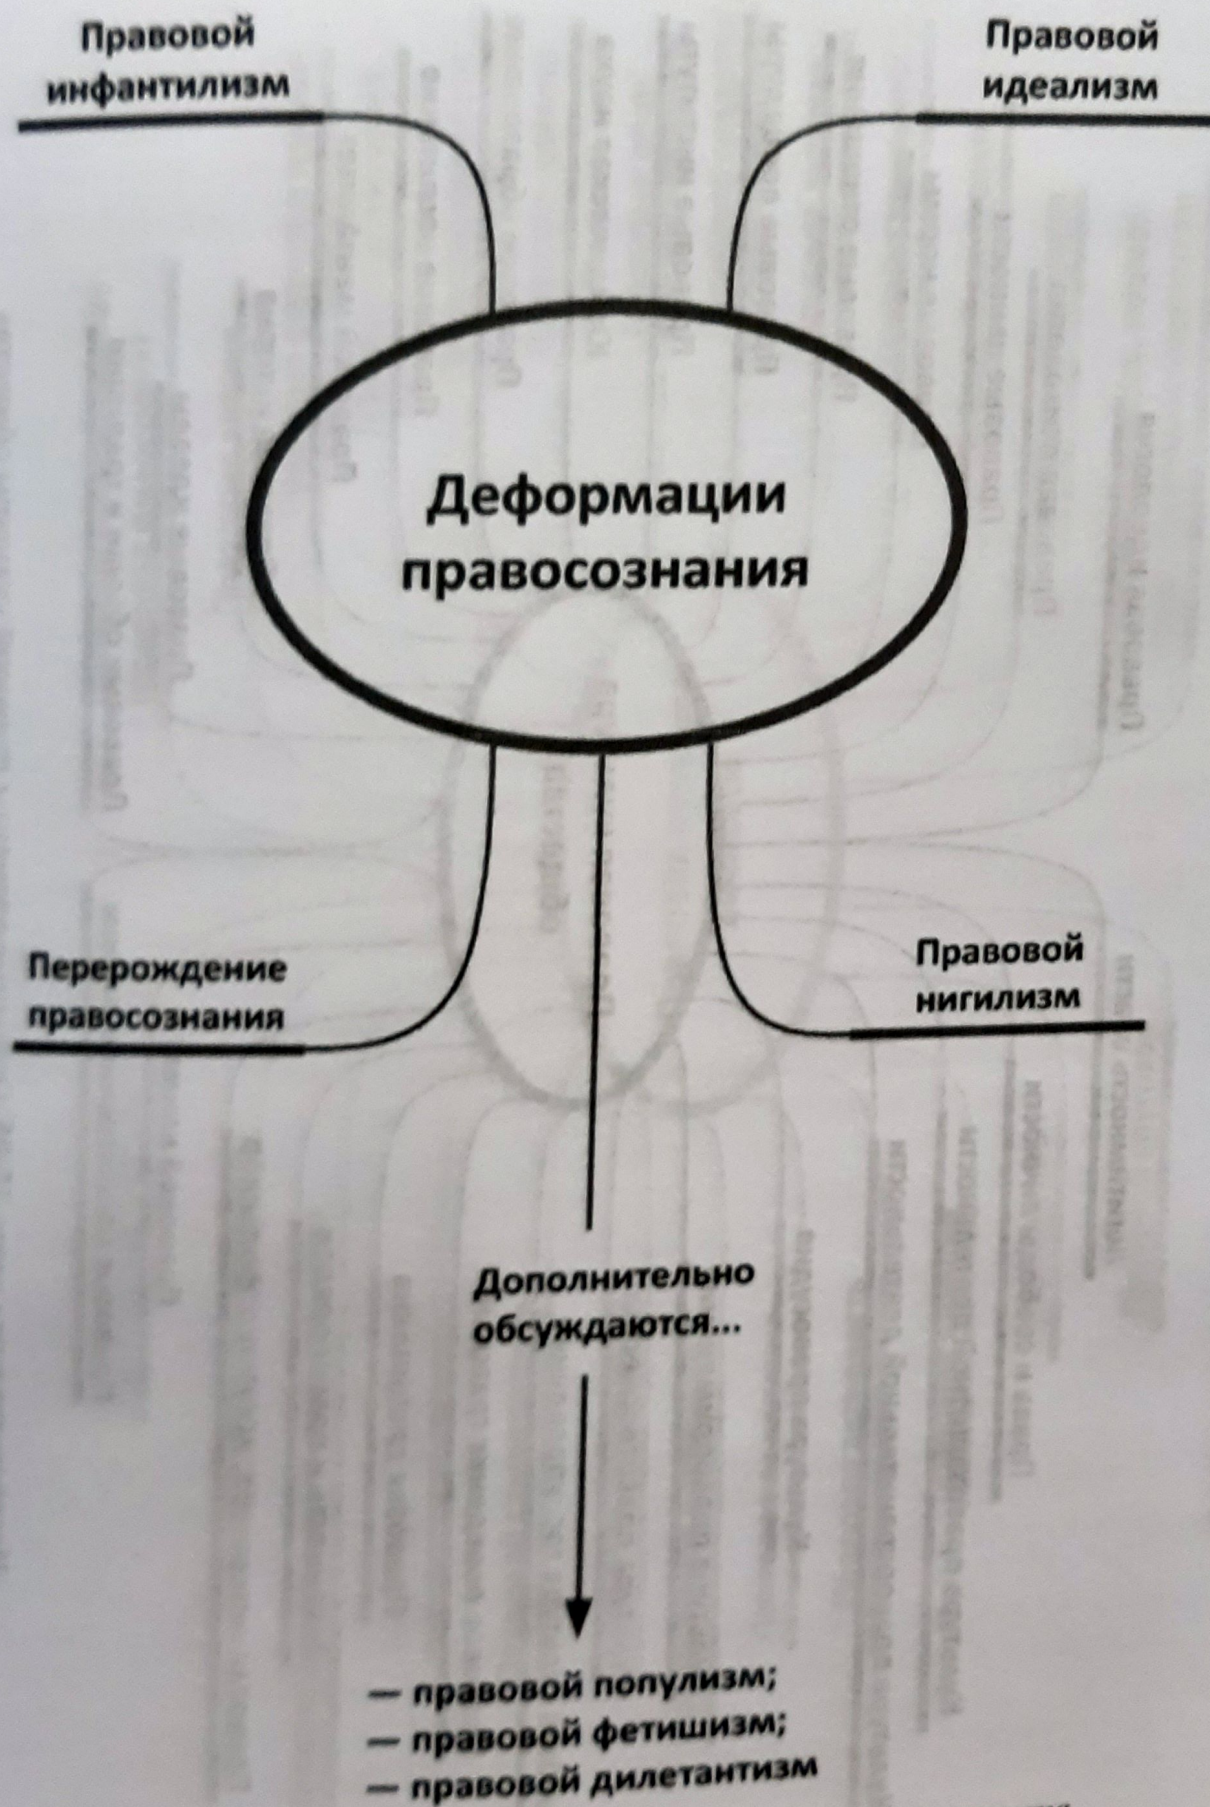 Правовой
инфантилизм
Правовой
идеализм
Деформации
правосознания
Перерождение
правосознания
Правовой
нигилизм
Дополнительно
обсуждаются...
— правовой популизм;
— правовой фетишизм;
— правовой дилетантизм